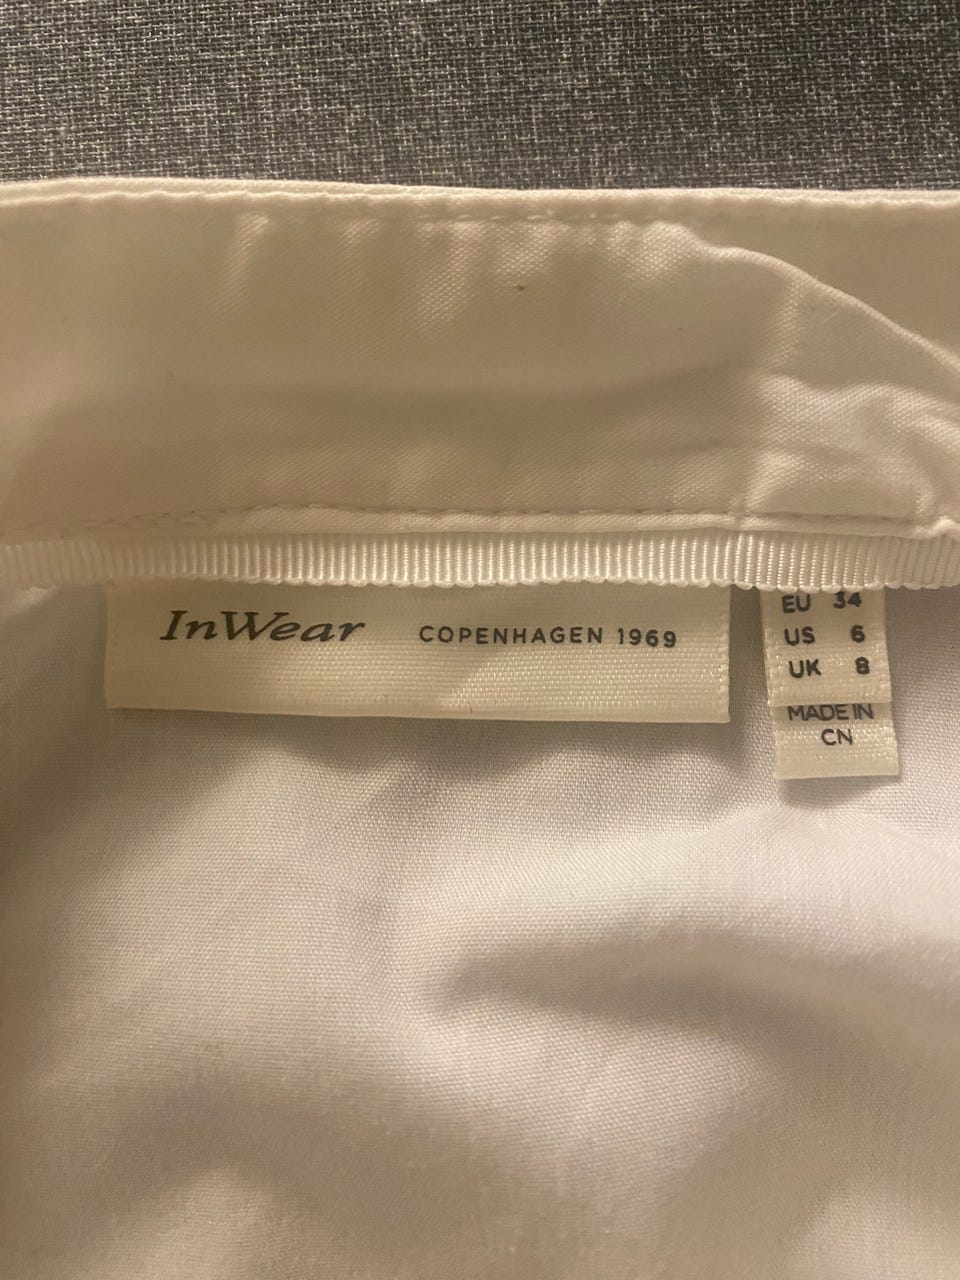 InWear COPENHAGEN 1969
EU 34
US 6
UK 8
MADE IN
CN